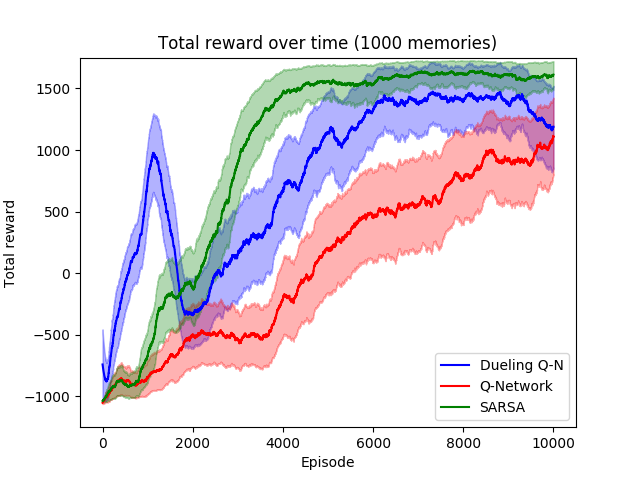 Total reward over time (1000 memories)
Total reward
1500
1000
500
0
−500
−1000
0
2000
4000
6000
8000
10000
Episode
Dueling Q-N
Q-Network
SARSA